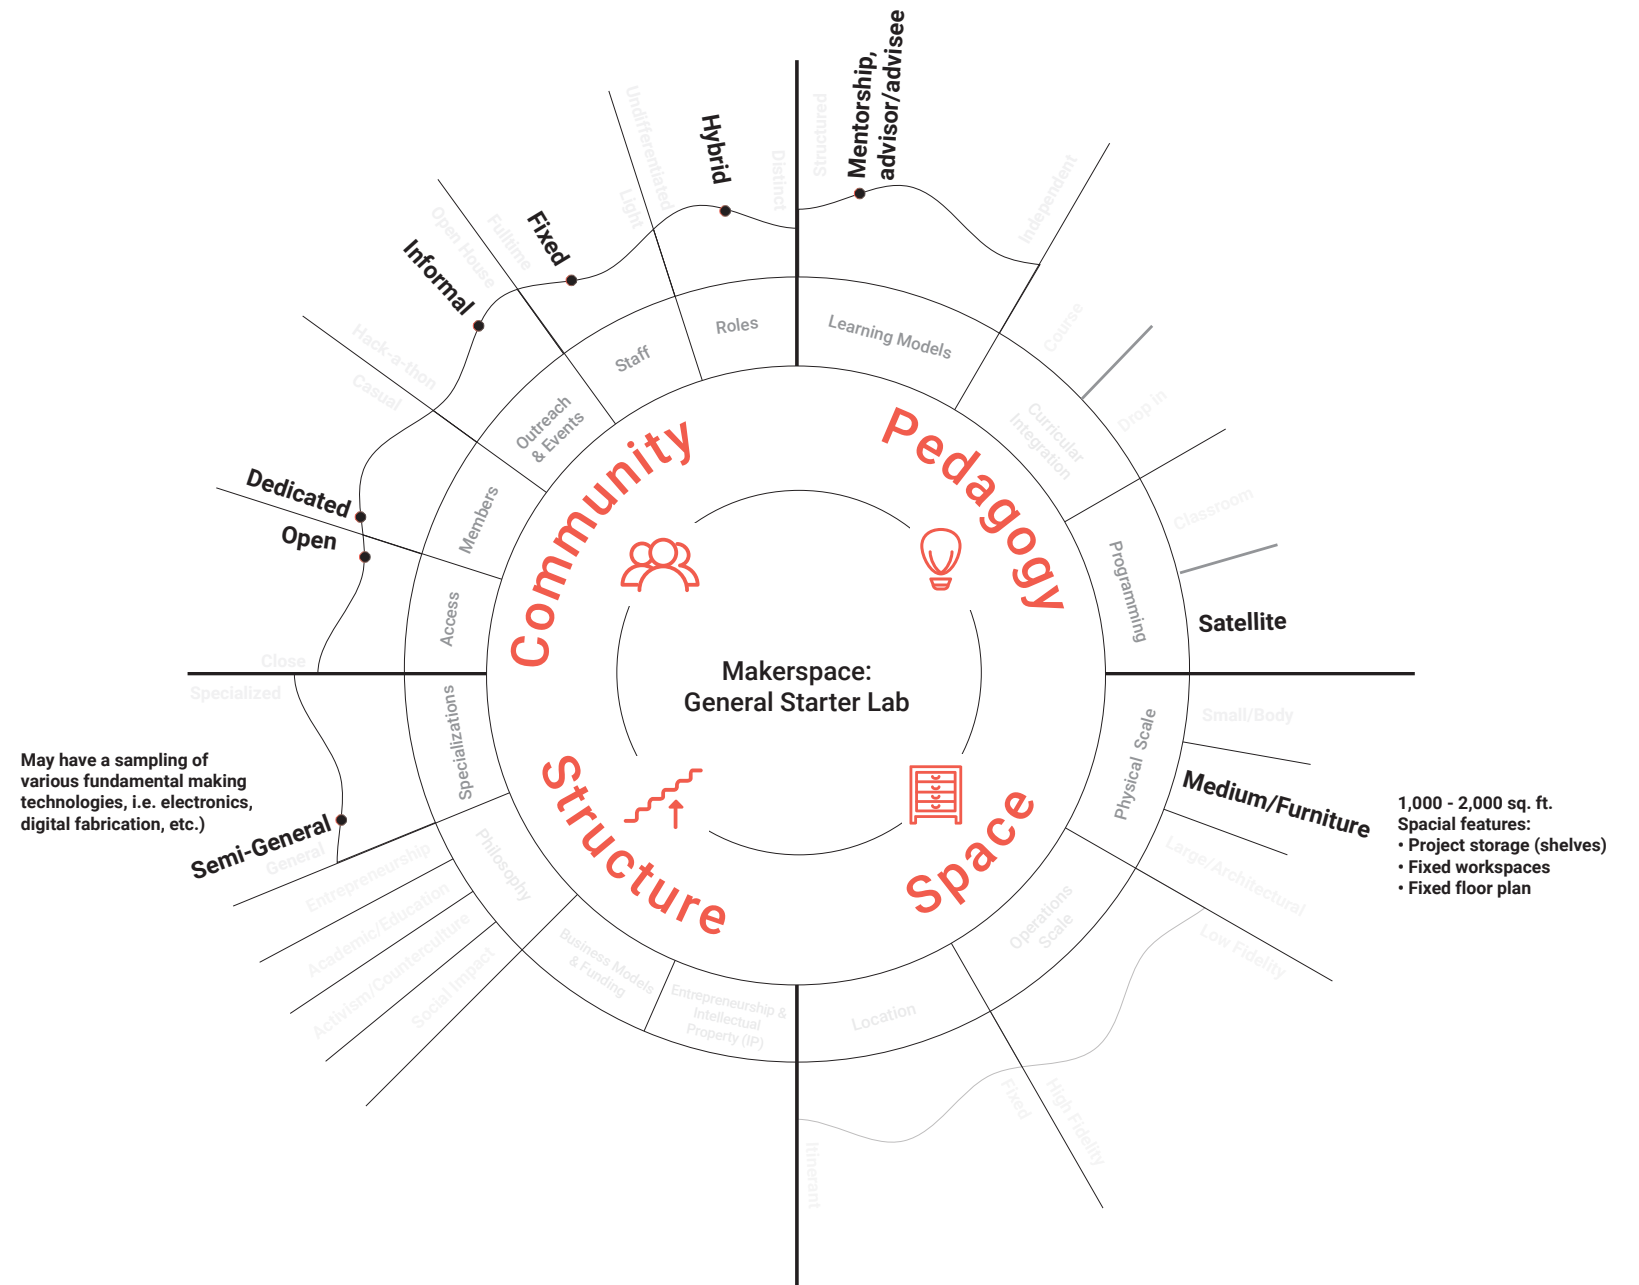 Mentorship,
advisor/advisee
Structured
Independent
Hybrid
Distinct
Undifferentiated
Light
Fixed
Fulltime
Informal
Open House
Hack-a-thon
Casual
Dedicated
Open
Close
Roles
Staff
Outreach
& Events
Members
Access
Learning Models
Course
Curricular
Integration
Drop in
Classroom
Programming
Satellite
Community
Pedagogy
Makerspace:
General Starter Lab
Structure
Space
Specialized
Specializations
May have a sampling of
various fundamental making
technologies, i.e. electronics,
digital fabrication, etc.)
Semi-General
General
Philosophy
Entrepreneurship
Academic/Education
Activism/Counterculture
Social Impact
Business Models
& Funding
Entrepreneurship &
Intellectual
Property (IP)
Small/Body
Physical Scale
Medium/Furniture
1,000 - 2,000 sq. ft.
Spacial features:
• Project storage (shelves)
• Fixed workspaces
• Fixed floor plan
Large/Architectural
Operations
Scale
Low Fidelity
High Fidelity
Location
Fixed
Itinerant